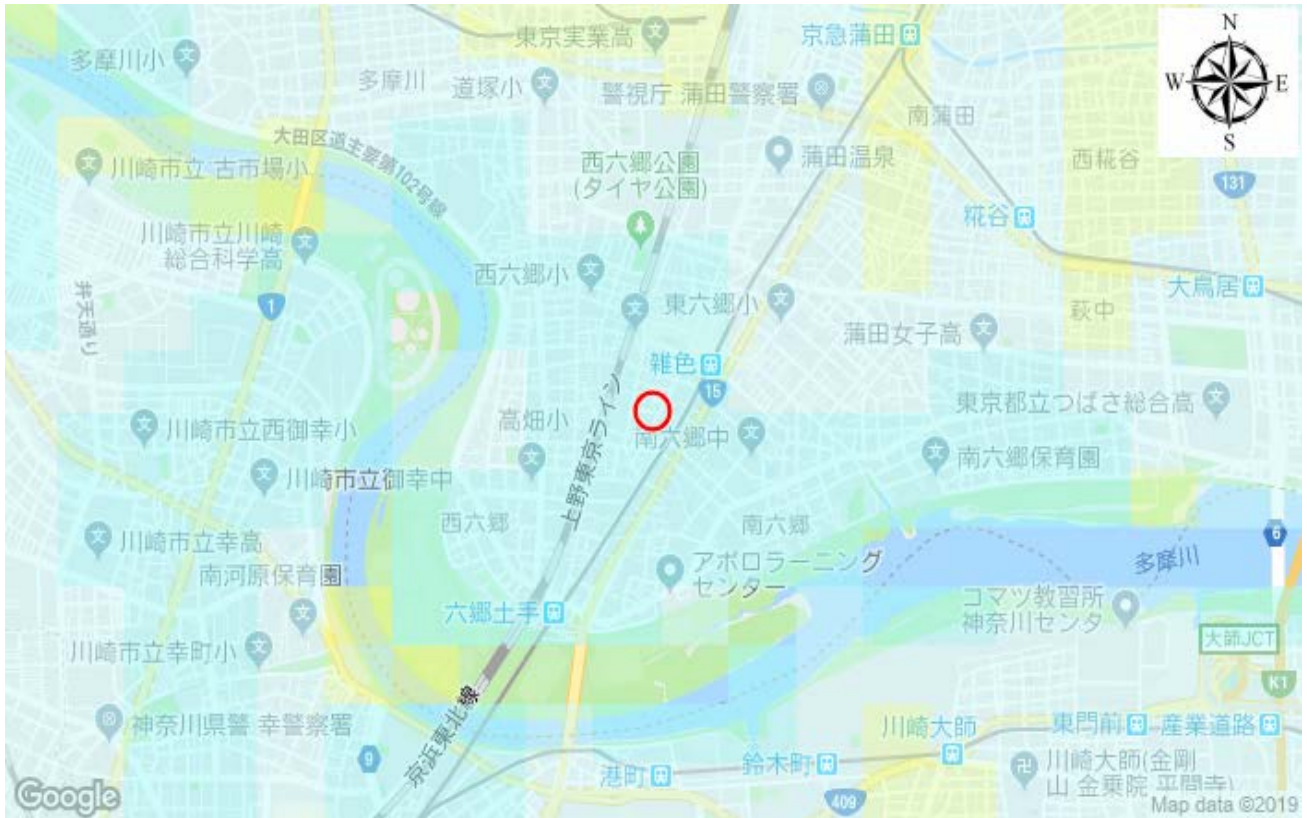 N
W E
S
東京実業高
京急蒲田
多摩川小
多摩川
道塚小
警視庁 蒲田警察署
南蒲田
大田区道主要第102号線
川崎市立 古市場小
西六郷公園
(タイヤ公園)
蒲田温泉
西糀谷
131
川崎市立川崎
総合科学高
糀谷
西六郷小
大鳥居
井天通り
1
東六郷小
萩中
蒲田女子高
雑色
15
上野東京ライン
東京都立つばさ総合高
川崎市立西御幸小
高畑小
南六郷中
南六郷保育園
川崎市立御幸中
西六郷
南六郷
川崎市立幸高
6
多摩川
南河原保育園
アポロラーニング
センター
コマツ教習所
神奈川センタ
六郷土手
大師JCT
川崎市立幸町小
K1
京浜東北線
神奈川県警 幸警察署
川崎大師
東門前
産業道路
9
港町
鈴木町
川崎大師(金剛
山 金乗院 平間寺)
409
Google
Map data ©2019